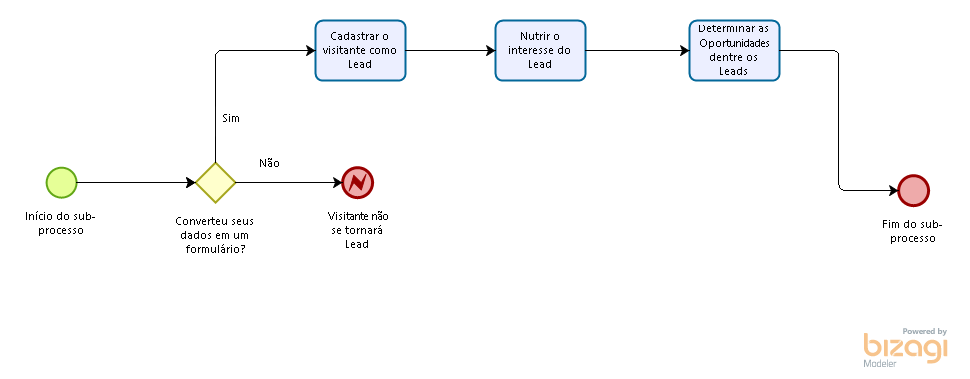 Cadastrar o
visitante como
Lead
Nutrir o
interesse do
Lead
Determinar as
Oportunidades
dentre os
Leads
Sim
Não
Início do sub-
processo
Converteu seus
dados em um
formulário?
Visitante não
se tornará
Lead
Fim do sub-
processo
Powered by
bizagi
Modeler